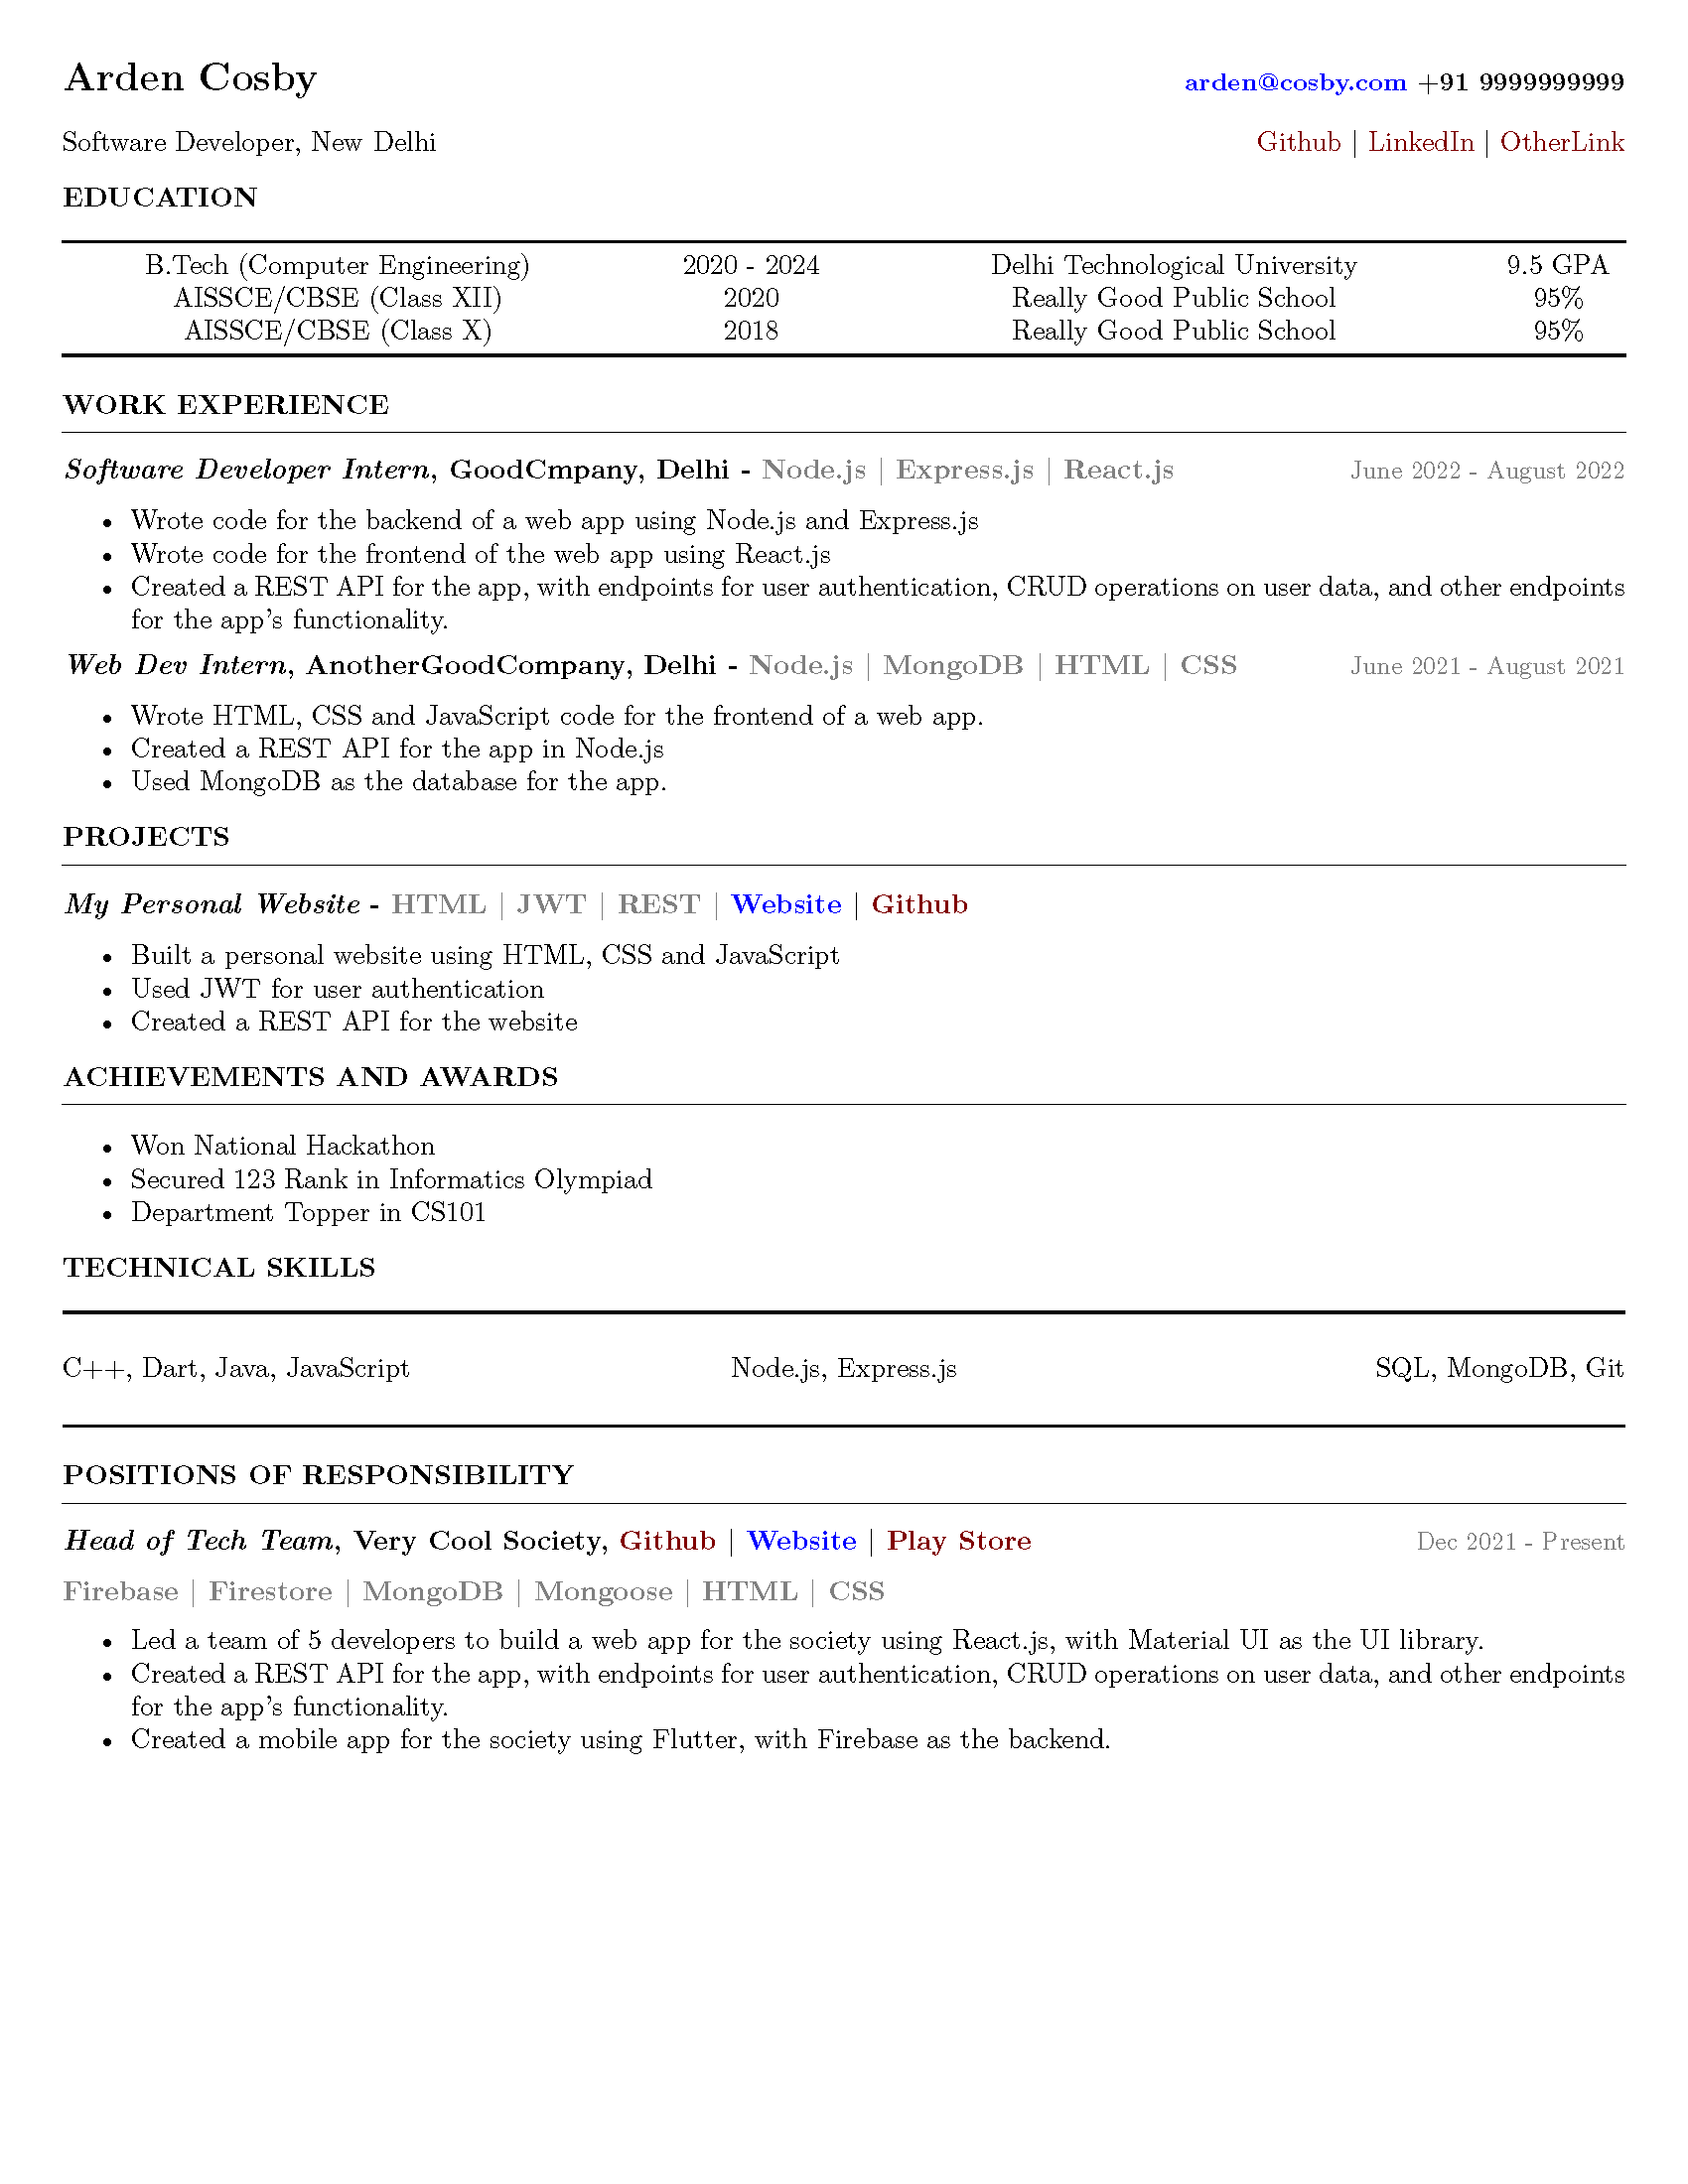 Arden Cosby arden@cosby.com +91 9999999999
Software Developer, New Delhi Github | LinkedIn | OtherLink
EDUCATION
B.Tech (Computer Engineering) 2020 - 2024 Delhi Technological University 9.5 GPA
AISSCE/CBSE (Class XII) 2020 Really Good Public School 95%
AISSCE/CBSE (Class X) 2018 Really Good Public School 95%
WORK EXPERIENCE
Software Developer Intern, GoodCmpany, Delhi - Node.js | Express.js | React.js June 2022 - August 2022
• Wrote code for the backend of a web app using Node.js and Express.js
• Wrote code for the frontend of the web app using React.js
• Created a REST API for the app, with endpoints for user authentication, CRUD operations on user data, and other endpoints
for the app's functionality.
Web Dev Intern, AnotherGoodCompany, Delhi - Node.js | MongoDB | HTML | CSS June 2021 - August 2021
• Wrote HTML, CSS and JavaScript code for the frontend of a web app.
• Created a REST API for the app in Node.js
• Used MongoDB as the database for the app.
PROJECTS
My Personal Website - HTML | JWT | REST | Website | Github
• Built a personal website using HTML, CSS and JavaScript
• Used JWT for user authentication
• Created a REST API for the website
ACHIEVEMENTS AND AWARDS
• Won National Hackathon
• Secured 123 Rank in Informatics Olympiad
• Department Topper in CS101
TECHNICAL SKILLS
C++, Dart, Java, JavaScript Node.js, Express.js SQL, MongoDB, Git
POSITIONS OF RESPONSIBILITY
Head of Tech Team, Very Cool Society, Github | Website | Play Store Dec 2021 - Present
Firebase | Firestore | MongoDB | Mongoose | HTML | CSS
• Led a team of 5 developers to build a web app for the society using React.js, with Material UI as the UI library.
• Created a REST API for the app, with endpoints for user authentication, CRUD operations on user data, and other endpoints
for the app's functionality.
• Created a mobile app for the society using Flutter, with Firebase as the backend.